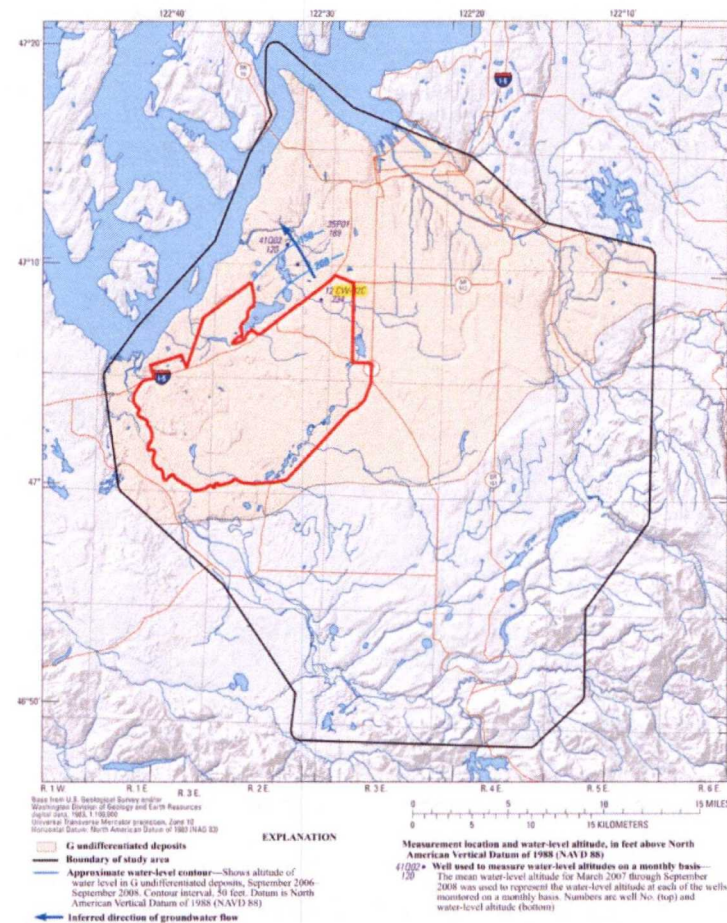 122°40' 122°30' 122°20' 122°10'
47°20'
5
35P01
189
41Q02
120
47°10'
12 CW-32C
234
5
47°
46°50'
R. 1 W. R. 1 E. R. 3 E. R. 2 E. R. 3 E. R. 4 E. R. 5 E. R. 6 E.
Base from U.S. Geological Survey and/or
Washington Division of Geology and Earth Resources
digital data, 1983, 1:100,000
Universal Transverse Mercator projection, Zone 10
Horizontal Datum: North American Datum of 1983 (NAD 83)
0 5 10 15 MILES
0 5 10 15 KILOMETERS
EXPLANATION
G undifferentiated deposits
Boundary of study area
Approximate water-level contour—Shows altitude of
water level in G undifferentiated deposits, September 2006-
September 2008. Contour interval, 50 feet. Datum is North
American Vertical Datum of 1988 (NAVD 88)
Inferred direction of groundwater flow
Measurement location and water-level altitude, in feet above North
American Vertical Datum of 1988 (NAVD 88)
41Q02 Well used to measure water-level altitudes on a monthly basis—
120 The mean water-level altitude for March 2007 through September
2008 was used to represent the water-level altitude at each of the wells
monitored on a monthly basis. Numbers are well No. (top) and
water-level altitude (bottom)